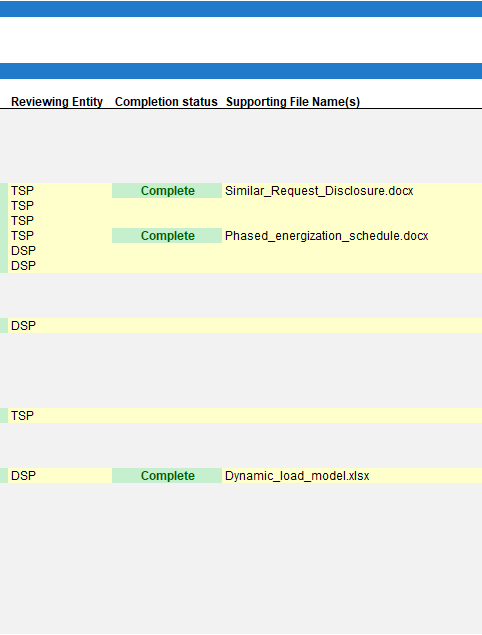 Reviewing Entity Completion status Supporting File Name(s)
TSP Complete Similar_Request_Disclosure.docx
TSP
TSP
TSP Complete Phased_energization_schedule.docx
DSP
DSP
DSP
TSP
DSP Complete Dynamic_load_model.xlsx